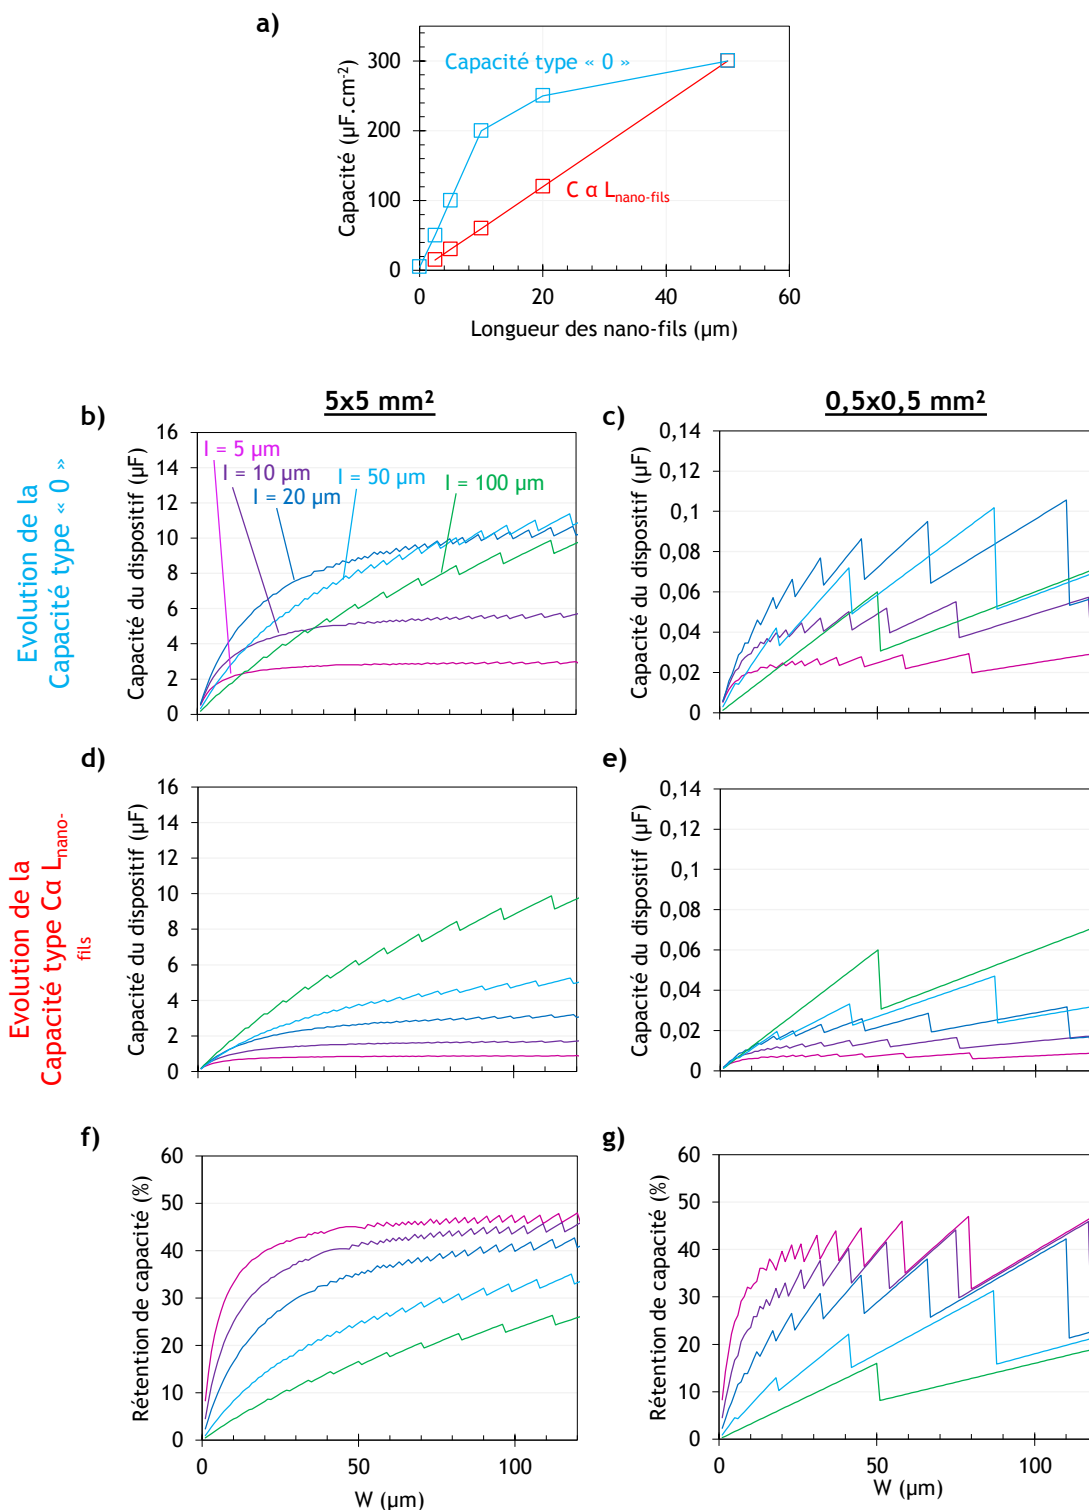 a)
Capacité (µF.cm-2)
300
200
100
0
Capacité type « 0 »
C α Lnano-fils
0 20 40 60
Longueur des nano-fils (µm)
5x5 mm²
0,5x0,5 mm²
Evolution de la
Capacité type « 0 »
b)
Capacité du dispositif (µF)
16
14
12
10
8
6
4
2
0
I = 5 µm
I = 10 µm
I = 20 µm
I = 50 µm
I = 100 µm
c)
Capacité du dispositif (µF)
0,14
0,12
0,1
0,08
0,06
0,04
0,02
0
Evolution de la
Capacité type Cα Lnano-
fils
d)
Capacité du dispositif (µF)
16
14
12
10
8
6
4
2
0
e)
Capacité du dispositif (µF)
0,14
0,12
0,1
0,08
0,06
0,04
0,02
0
f)
Rétention de capacité (%)
60
50
40
30
20
10
0
0 50 100
W (µm)
g)
Rétention de capacité (%)
60
50
40
30
20
10
0
0 50 100
W (µm)